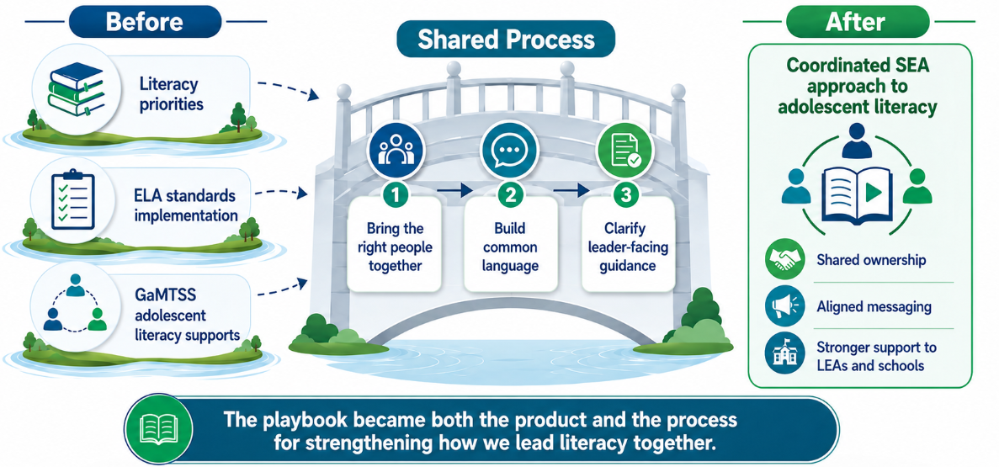 Before
Literacy
priorities
ELA standards
implementation
GaMTSS
adolescent
literacy supports
Shared Process
1
Bring the
right people
together
2
Build
common
language
3
Clarify
leader-facing
guidance
After
Coordinated SEA
approach to
adolescent literacy
Shared ownership
Aligned messaging
Stronger support to
LEAs and schools
The playbook became both the product and the process
for strengthening how we lead literacy together.